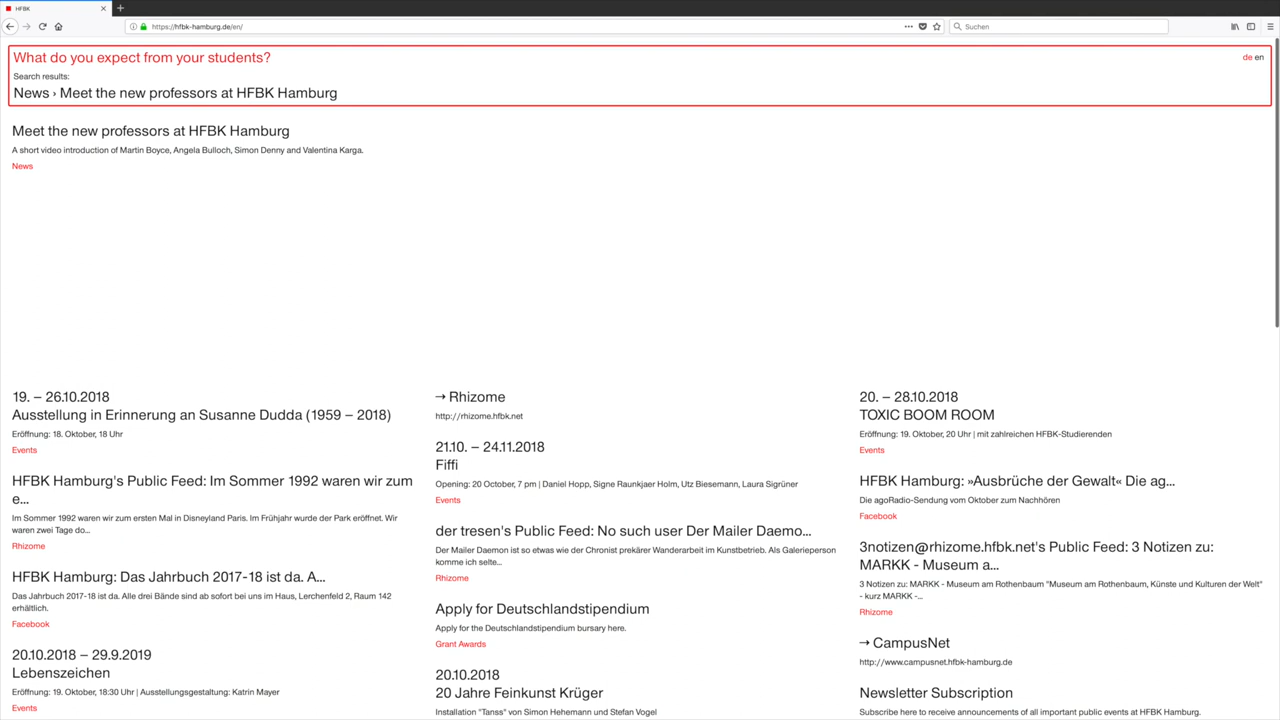 HFBK
https://hfbk-hamburg.de/en/
Suchen
What do you expect from your students?
de en
Search results:
News › Meet the new professors at HFBK Hamburg
Meet the new professors at HFBK Hamburg
A short video introduction of Martin Boyce, Angela Bulloch, Simon Denny and Valentina Karga.
News
19. – 26.10.2018
Ausstellung in Erinnerung an Susanne Dudda (1959 – 2018)
Eröffnung: 18. Oktober, 18 Uhr
Events
HFBK Hamburg's Public Feed: Im Sommer 1992 waren wir zum
e...
Im Sommer 1992 waren wir zum ersten Mal in Disneyland Paris. Im Frühjahr wurde der Park eröffnet. Wir
waren zwei Tage do...
Rhizome
HFBK Hamburg: Das Jahrbuch 2017-18 ist da. A...
Das Jahrbuch 2017-18 ist da. Alle drei Bände sind ab sofort bei uns im Haus, Lerchenfeld 2, Raum 142
erhältlich.
Facebook
20.10.2018 – 29.9.2019
Lebenszeichen
Eröffnung: 19. Oktober, 18:30 Uhr | Ausstellungsgestaltung: Katrin Mayer
Events
→ Rhizome
http://rhizome.hfbk.net
21.10. – 24.11.2018
Fiffi
Opening: 20 October, 7 pm | Daniel Hopp, Signe Raunkjaer Holm, Utz Biesemann, Laura Sigrüner
Events
der tresen's Public Feed: No such user Der Mailer Daemo...
Der Mailer Daemon ist so etwas wie der Chronist prekärer Wanderarbeit im Kunstbetrieb. Als Galerieperson
komme ich selte...
Rhizome
Apply for Deutschlandstipendium
Apply for the Deutschlandstipendium bursary here.
Grant Awards
20.10.2018
20 Jahre Feinkunst Krüger
Installation "Tanss" von Simon Hehemann und Stefan Vogel
20. – 28.10.2018
TOXIC BOOM ROOM
Eröffnung: 19. Oktober, 20 Uhr | mit zahlreichen HFBK-Studierenden
Events
HFBK Hamburg: »Ausbrüche der Gewalt« Die ag...
Die agoRadio-Sendung vom Oktober zum Nachhören
Facebook
3notizen@rhizome.hfbk.net's Public Feed: 3 Notizen zu:
MARKK - Museum a...
3 Notizen zu: MARKK - Museum am Rothenbaum "Museum am Rothenbaum, Künste und Kulturen der Welt"
- kurz MARKK -...
Rhizome
→ CampusNet
http://www.campusnet.hfbk-hamburg.de
Newsletter Subscription
Subscribe here to receive announcements of all important public events at HFBK Hamburg.